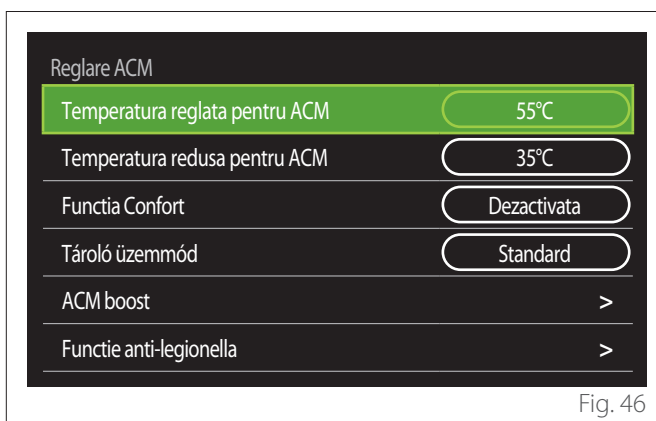 Reglare ACM
Temperatura reglata pentru ACM 55°C
Temperatura redusa pentru ACM 35°C
Functia Confort Dezactivata
Tároló üzemmód Standard
ACM boost >
Functie anti-legionella >
Fig. 46